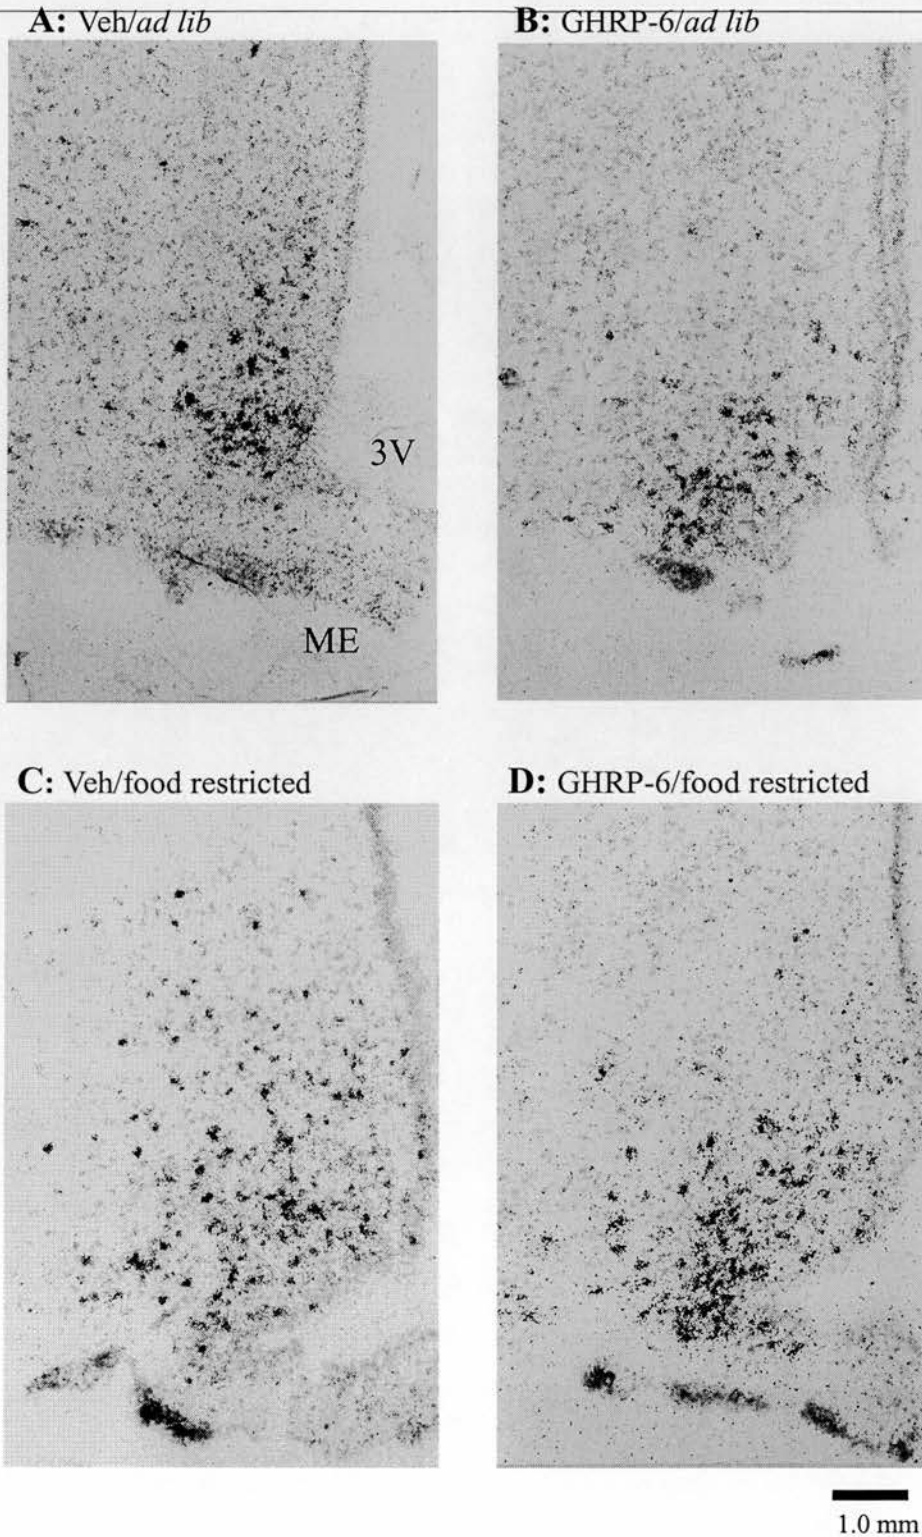 A: Veh/ad lib
B: GHRP-6/ad lib
3V
ME
C: Veh/food restricted
D: GHRP-6/food restricted
1.0 mm